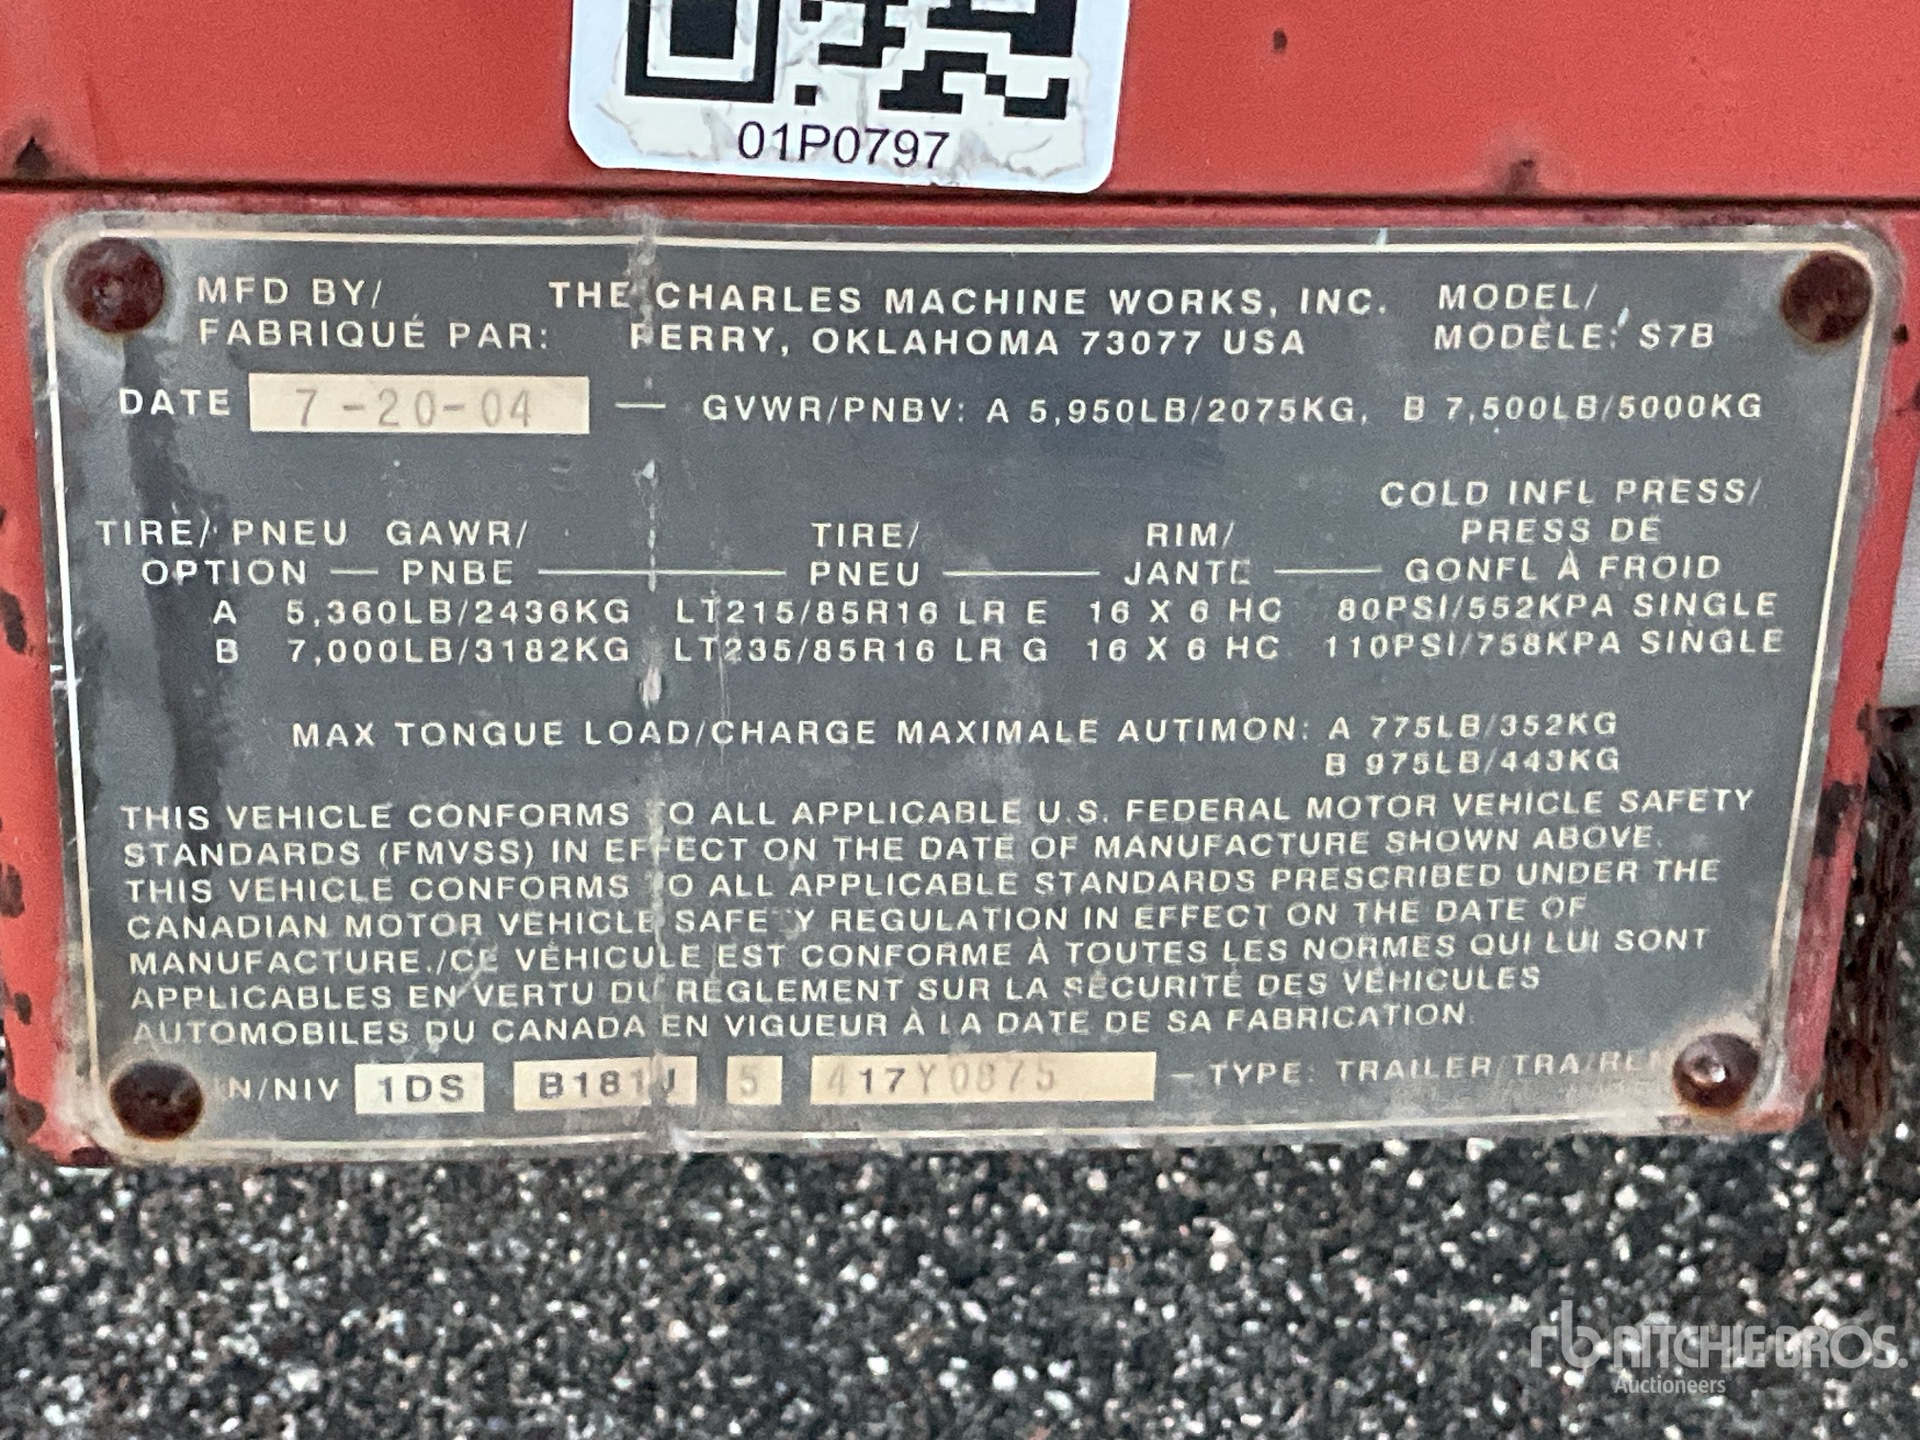 01P0797
MFD BY/ THE CHARLES MACHINE WORKS, INC. MODEL/
FABRIQUÉ PAR: PERRY, OKLAHOMA 73077 USA MODÈLE: S7B
DATE 7-20-04 — GVWR/PNBV: A 5,950LB/2075KG, B 7,500LB/5000KG
COLD INFL PRESS/
TIRE/ PNEU GAWR/ TIRE/ RIM/ PRESS DE
OPTION — PNBE — PNEU — JANTE — GONFL À FROID
A 5,360LB/2436KG LT215/85R16 LR E 16 X 6 HC 80PSI/552KPA SINGLE
B 7,000LB/3182KG LT235/85R16 LR G 16 X 6 HC 110PSI/758KPA SINGLE
MAX TONGUE LOAD/CHARGE MAXIMALE AUTIMON: A 775LB/352KG
B 975LB/443KG
THIS VEHICLE CONFORMS TO ALL APPLICABLE U.S. FEDERAL MOTOR VEHICLE SAFETY
STANDARDS (FMVSS) IN EFFECT ON THE DATE OF MANUFACTURE SHOWN ABOVE.
THIS VEHICLE CONFORMS TO ALL APPLICABLE STANDARDS PRESCRIBED UNDER THE
CANADIAN MOTOR VEHICLE SAFETY REGULATION IN EFFECT ON THE DATE OF
MANUFACTURE./CE VÉHICULE EST CONFORME À TOUTES LES NORMES QUI LUI SONT
APPLICABLES EN VERTU DU RÈGLEMENT SUR LA SÉCURITÉ DES VÉHICULES
AUTOMOBILES DU CANADA EN VIGUEUR À LA DATE DE SA FABRICATION.
N/NIV 1DS B181J 5 417Y0875 — TYPE: TRAILER/TRA/RE
rb RITCHIE BROS.
Auctioneers